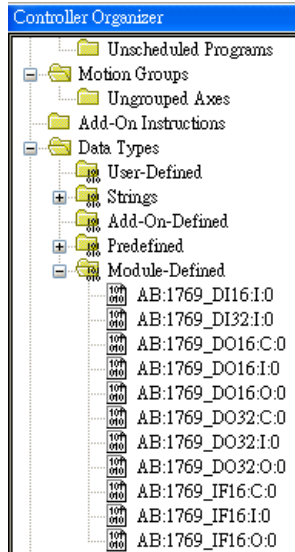 Controller Organizer
Unscheduled Programs
Motion Groups
Ungrouped Axes
Add-On Instructions
Data Types
User-Defined
Strings
Add-On-Defined
Predefined
Module-Defined
AB:1769_DI16:I:0
AB:1769_DI32:I:0
AB:1769_DO16:C:0
AB:1769_DO16:I:0
AB:1769_DO16:O:0
AB:1769_DO32:C:0
AB:1769_DO32:I:0
AB:1769_DO32:O:0
AB:1769_IF16:C:0
AB:1769_IF16:I:0
AB:1769_IF16:O:0